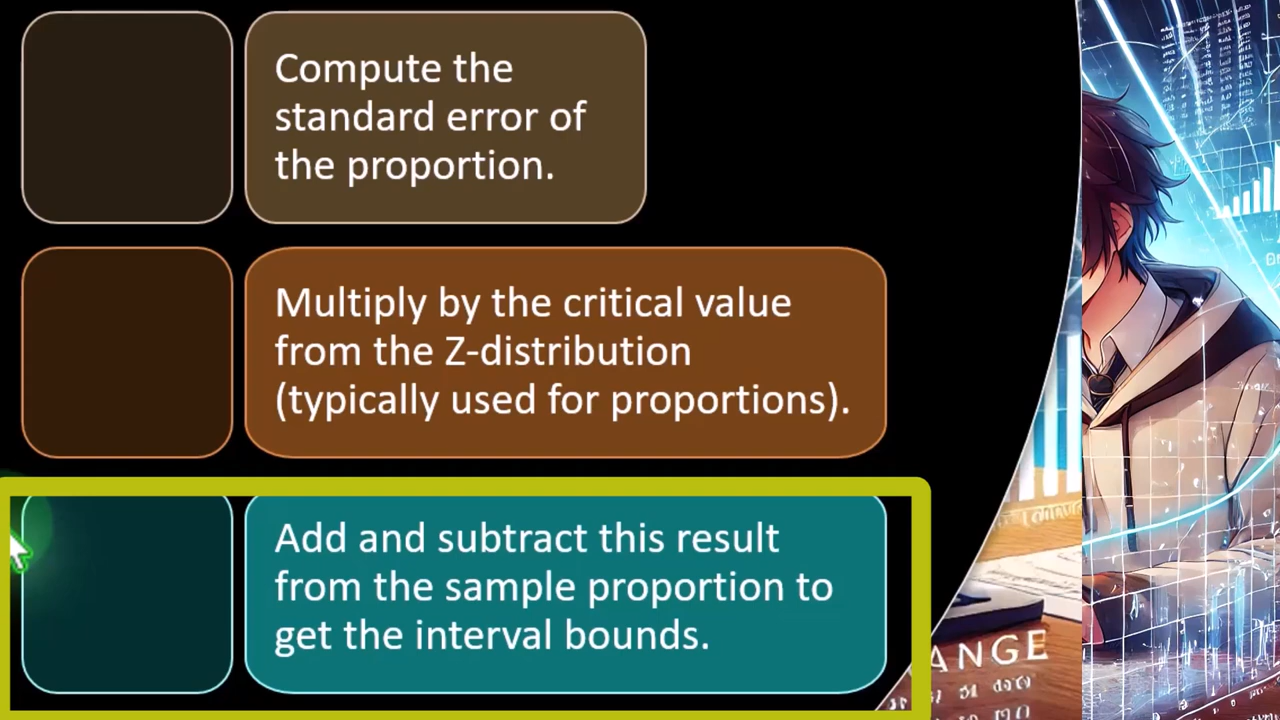 Compute the
standard error of
the proportion.
Multiply by the critical value
from the Z-distribution
(typically used for proportions).
Add and subtract this result
from the sample proportion to
get the interval bounds.
ANGE